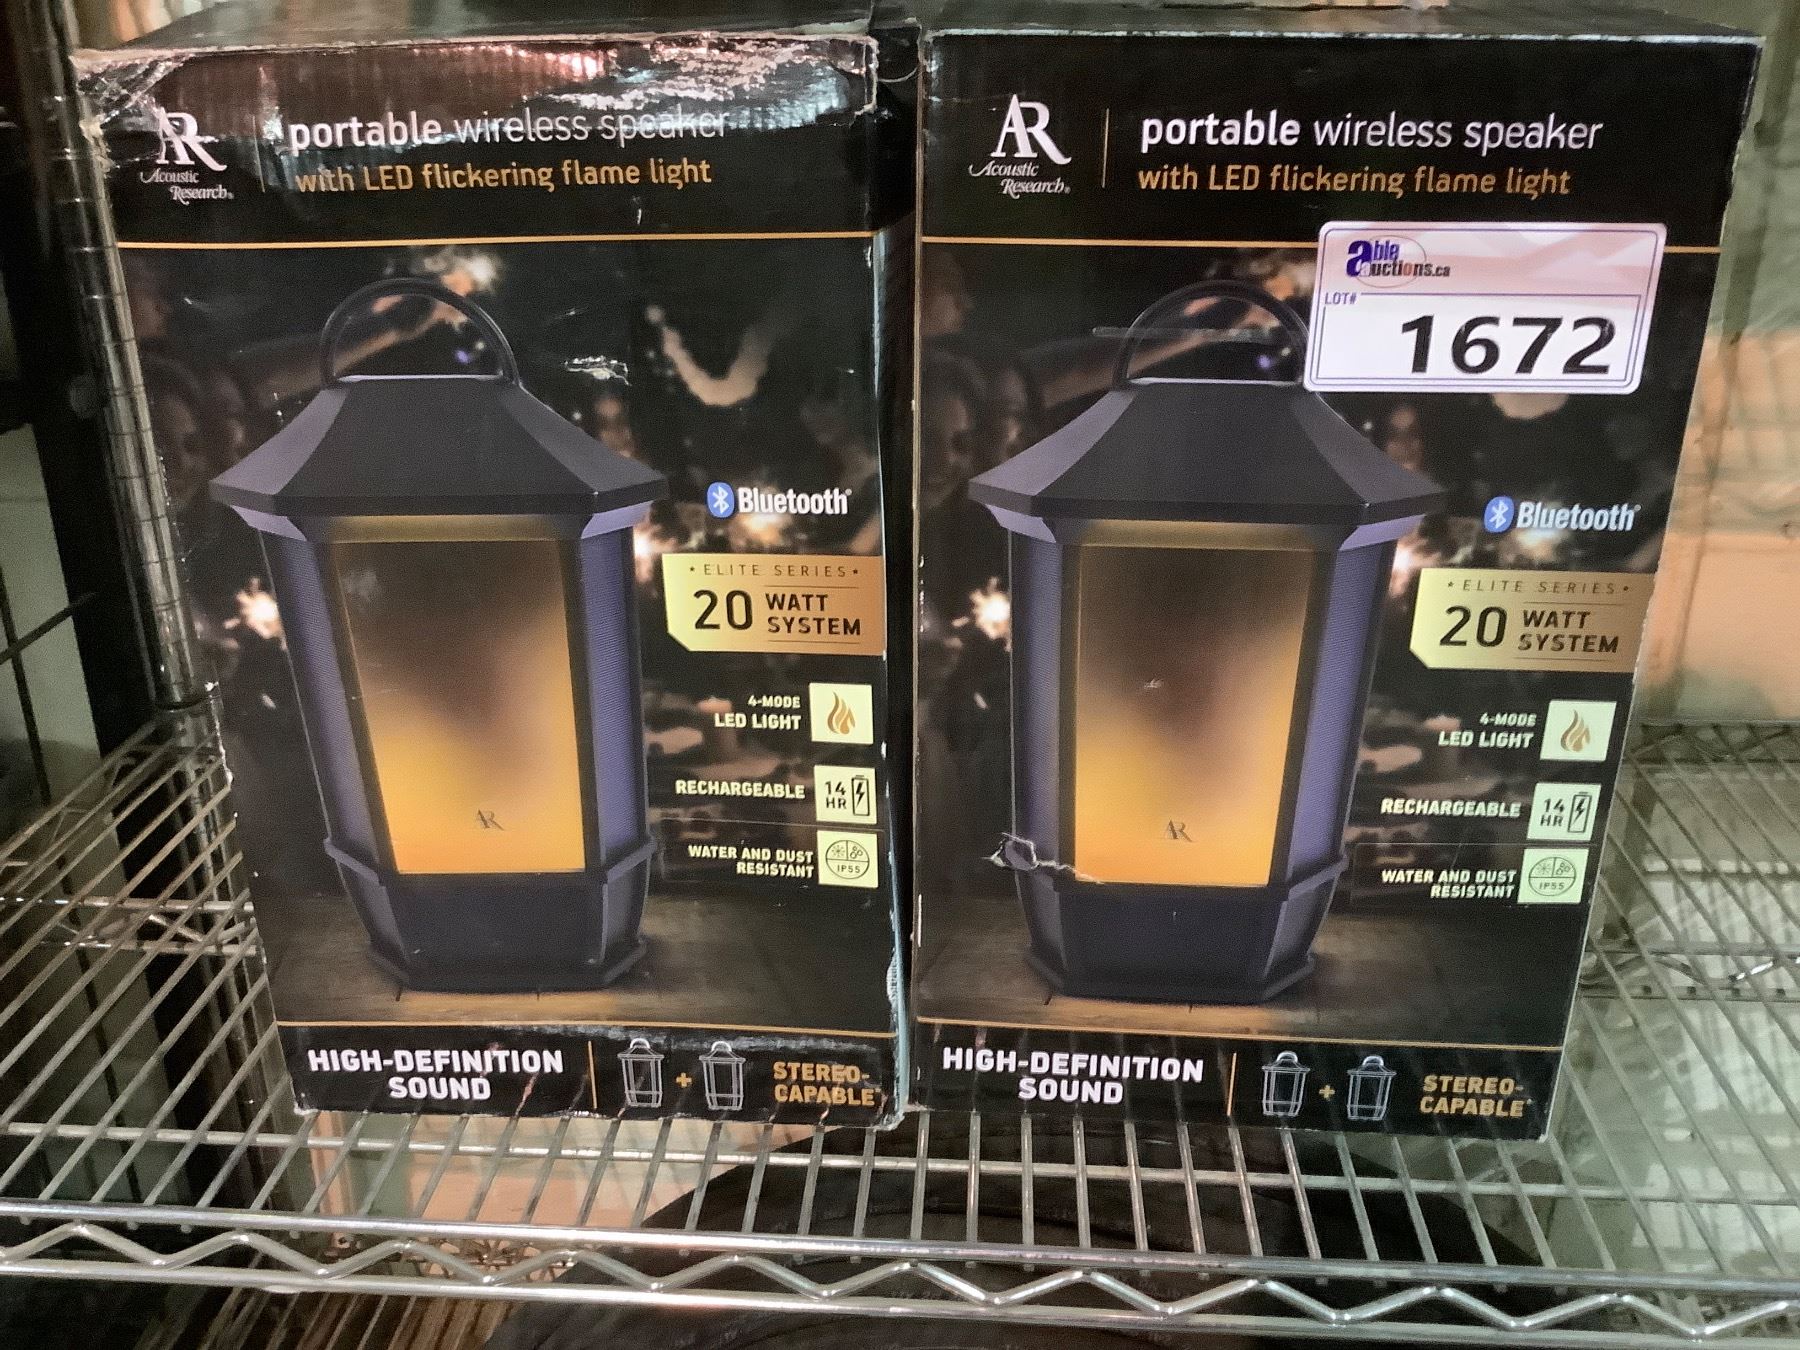 AR
Acoustic
Research®
portable wireless speaker
with LED flickering flame light
Bluetooth®
• ELITE SERIES •
20 WATT
SYSTEM
4-MODE
LED LIGHT
RECHARGEABLE
14
HR
WATER AND DUST
RESISTANT
IP55
AR
HIGH-DEFINITION
SOUND
+
STEREO-
CAPABLE*
AR
Acoustic
Research®
portable wireless speaker
with LED flickering flame light
able
auctions.ca
LOT#
1672
Bluetooth®
• ELITE SERIES •
20 WATT
SYSTEM
4-MODE
LED LIGHT
RECHARGEABLE
14
HR
WATER AND DUST
RESISTANT
IP55
AR
HIGH-DEFINITION
SOUND
+
STEREO-
CAPABLE*